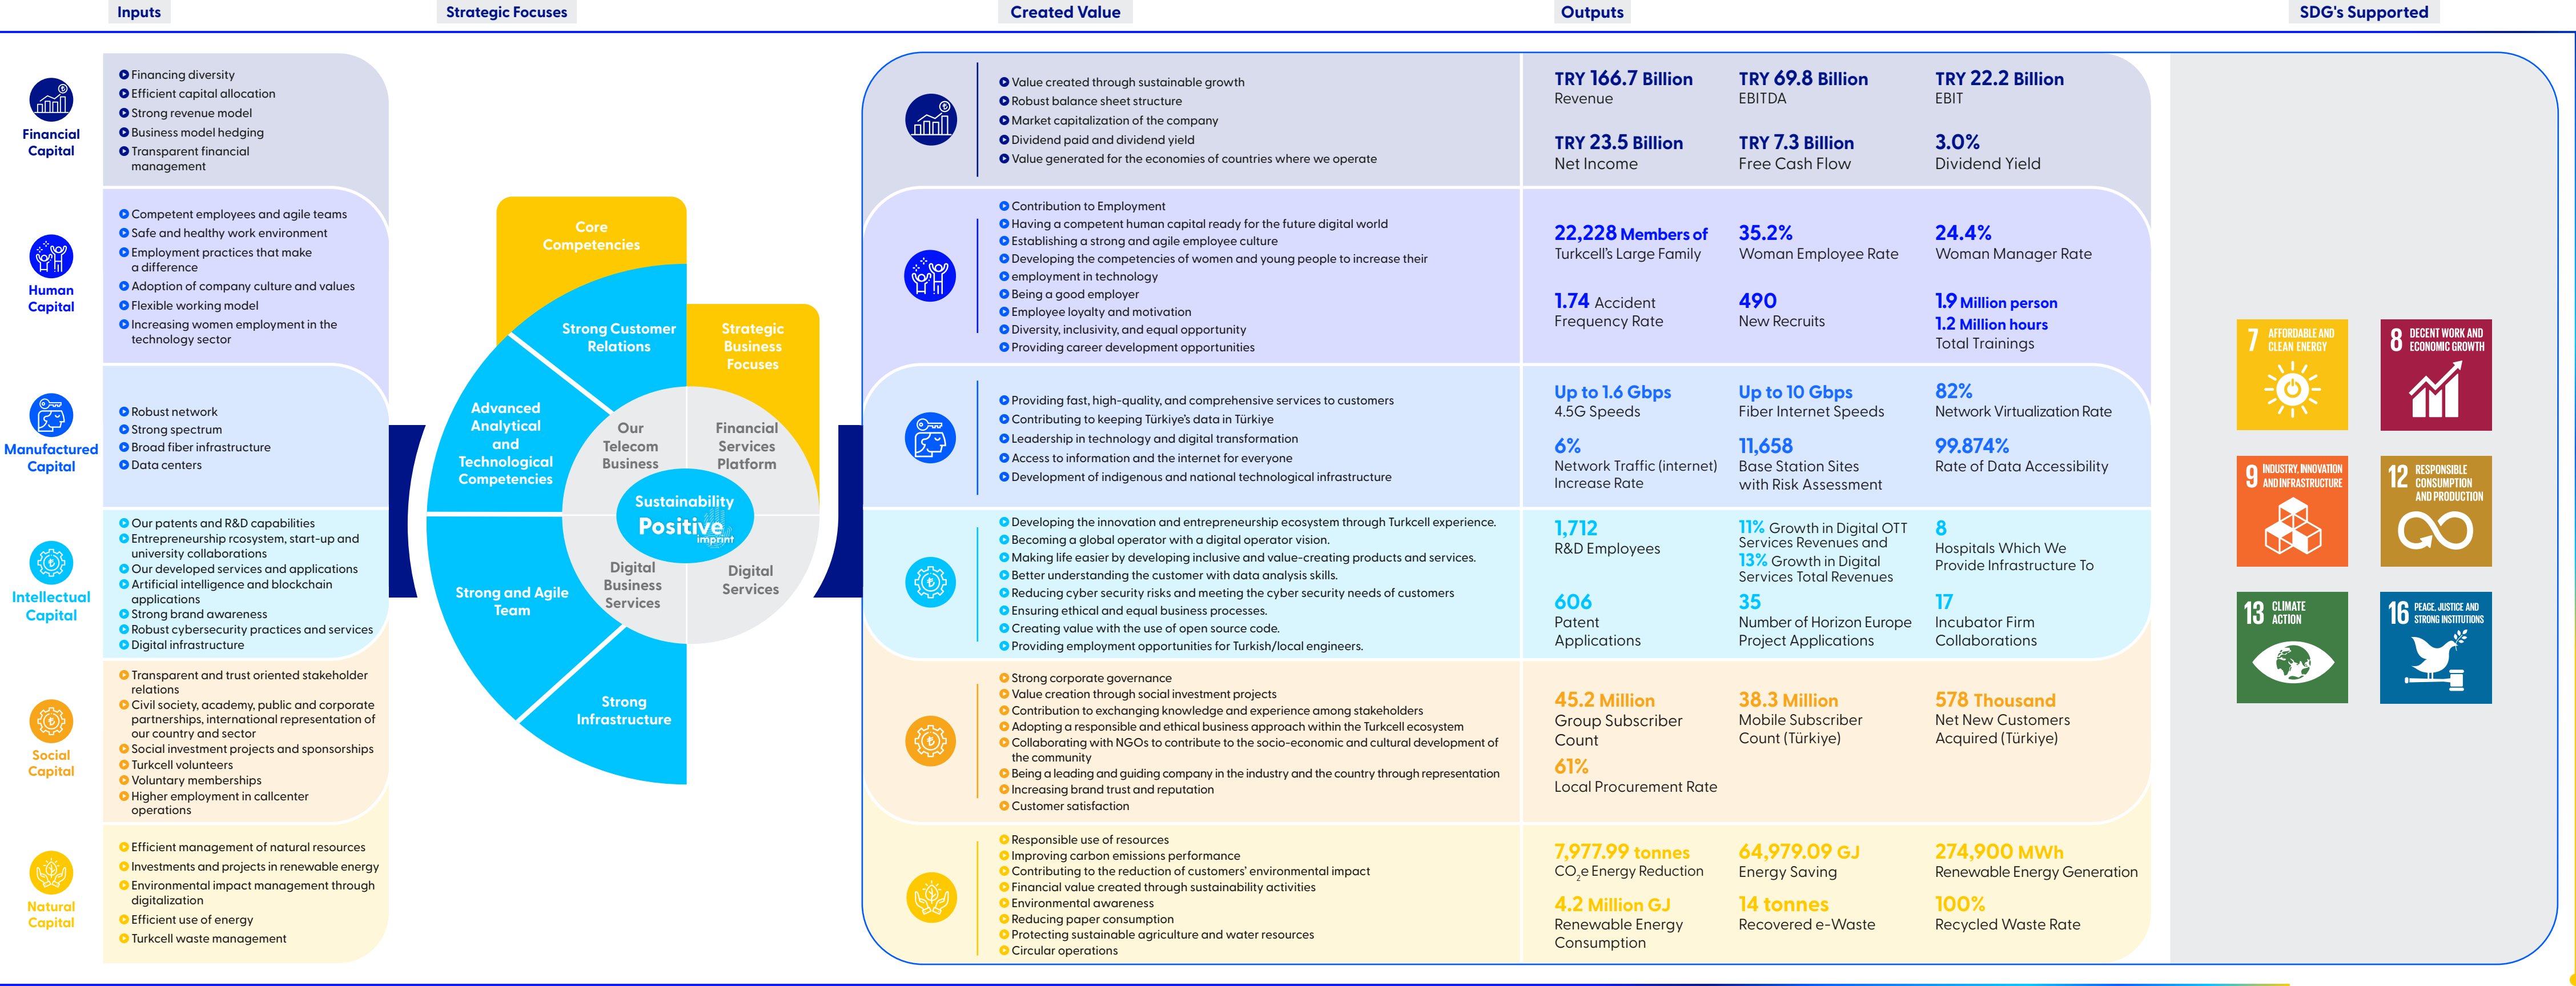 Inputs
Strategic Focuses
Created Value
Outputs
SDG's Supported
Financial
Capital
Financing diversity
Efficient capital allocation
Strong revenue model
Business model hedging
Transparent financial
management
Human
Capital
Competent employees and agile teams
Safe and healthy work environment
Employment practices that make
a difference
Adoption of company culture and values
Flexible working model
Increasing women employment in the
technology sector
Manufactured
Capital
Robust network
Strong spectrum
Broad fiber infrastructure
Data centers
Intellectual
Capital
Our patents and R&D capabilities
Entrepreneurship rcosystem, start-up and
university collaborations
Our developed services and applications
Artificial intelligence and blockchain
applications
Strong brand awareness
Robust cybersecurity practices and services
Digital infrastructure
Social
Capital
Transparent and trust oriented stakeholder
relations
Civil society, academy, public and corporate
partnerships, international representation of
our country and sector
Social investment projects and sponsorships
Turkcell volunteers
Voluntary memberships
Higher employment in callcenter
operations
Natural
Capital
Efficient management of natural resources
Investments and projects in renewable energy
Environmental impact management through
digitalization
Efficient use of energy
Turkcell waste management
Core
Competencies
Strong Customer
Relations
Strategic
Business
Focuses
Advanced
Analytical
and
Technological
Competencies
Our
Telecom
Business
Financial
Services
Platform
Sustainability
Positive
imprint
Strong and Agile
Team
Digital
Business
Services
Digital
Services
Strong
Infrastructure
Value created through sustainable growth
Robust balance sheet structure
Market capitalization of the company
Dividend paid and dividend yield
Value generated for the economies of countries where we operate
Contribution to Employment
Having a competent human capital ready for the future digital world
Establishing a strong and agile employee culture
Developing the competencies of women and young people to increase their
employment in technology
Being a good employer
Employee loyalty and motivation
Diversity, inclusivity, and equal opportunity
Providing career development opportunities
Providing fast, high-quality, and comprehensive services to customers
Contributing to keeping Türkiye's data in Türkiye
Leadership in technology and digital transformation
Access to information and the internet for everyone
Development of indigenous and national technological infrastructure
Developing the innovation and entrepreneurship ecosystem through Turkcell experience.
Becoming a global operator with a digital operator vision.
Making life easier by developing inclusive and value-creating products and services.
Better understanding the customer with data analysis skills.
Reducing cyber security risks and meeting the cyber security needs of customers
Ensuring ethical and equal business processes.
Creating value with the use of open source code.
Providing employment opportunities for Turkish/local engineers.
Strong corporate governance
Value creation through social investment projects
Contribution to exchanging knowledge and experience among stakeholders
Adopting a responsible and ethical business approach within the Turkcell ecosystem
Collaborating with NGOs to contribute to the socio-economic and cultural development of
the community
Being a leading and guiding company in the industry and the country through representation
Increasing brand trust and reputation
Customer satisfaction
Responsible use of resources
Improving carbon emissions performance
Contributing to the reduction of customers' environmental impact
Financial value created through sustainability activities
Environmental awareness
Reducing paper consumption
Protecting sustainable agriculture and water resources
Circular operations
TRY 166.7 Billion
Revenue
TRY 69.8 Billion
EBITDA
TRY 22.2 Billion
EBIT
TRY 23.5 Billion
Net Income
TRY 7.3 Billion
Free Cash Flow
3.0%
Dividend Yield
22,228 Members of
Turkcell's Large Family
35.2%
Woman Employee Rate
24.4%
Woman Manager Rate
1.74 Accident
Frequency Rate
490
New Recruits
1.9 Million person
1.2 Million hours
Total Trainings
Up to 1.6 Gbps
4.5G Speeds
Up to 10 Gbps
Fiber Internet Speeds
82%
Network Virtualization Rate
6%
Network Traffic (internet)
Increase Rate
11,658
Base Station Sites
with Risk Assessment
99.874%
Rate of Data Accessibility
1,712
R&D Employees
11% Growth in Digital OTT
Services Revenues and
13% Growth in Digital
Services Total Revenues
8
Hospitals Which We
Provide Infrastructure To
606
Patent
Applications
35
Number of Horizon Europe
Project Applications
17
Incubator Firm
Collaborations
45.2 Million
Group Subscriber
Count
38.3 Million
Mobile Subscriber
Count (Türkiye)
578 Thousand
Net New Customers
Acquired (Türkiye)
61%
Local Procurement Rate
7,977.99 tonnes
CO2e Energy Reduction
64,979.09 GJ
Energy Saving
274,900 MWh
Renewable Energy Generation
4.2 Million GJ
Renewable Energy
Consumption
14 tonnes
Recovered e-Waste
100%
Recycled Waste Rate
7 AFFORDABLE AND
CLEAN ENERGY
8 DECENT WORK AND
ECONOMIC GROWTH
9 INDUSTRY, INNOVATION
AND INFRASTRUCTURE
12 RESPONSIBLE
CONSUMPTION
AND PRODUCTION
13 CLIMATE
ACTION
16 PEACE, JUSTICE AND
STRONG INSTITUTIONS